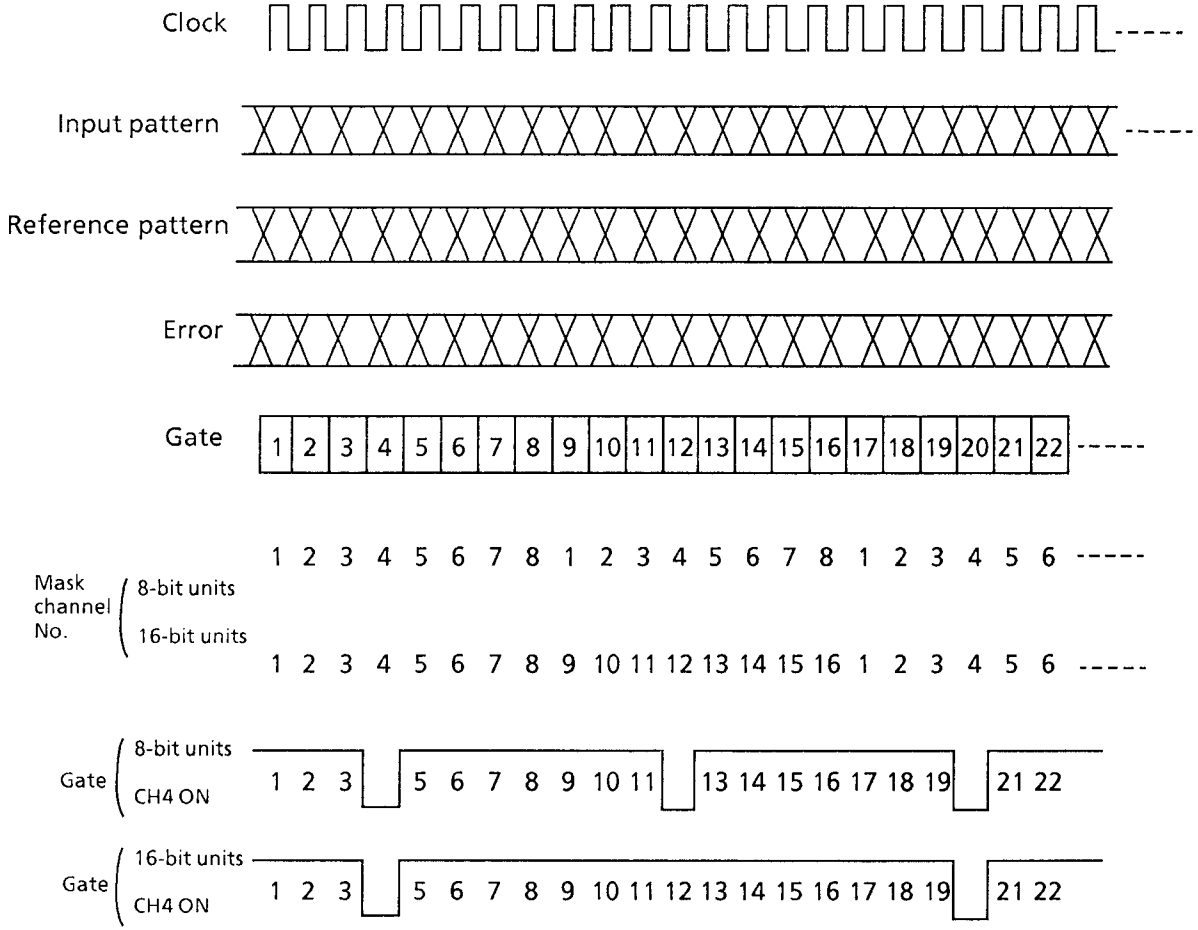 Clock
Input pattern
Reference pattern
Error
Gate 1 2 3 4 5 6 7 8 9 10 11 12 13 14 15 16 17 18 19 20 21 22
1 2 3 4 5 6 7 8 1 2 3 4 5 6 7 8 1 2 3 4 5 6
Mask
channel
No.
8-bit units
16-bit units
1 2 3 4 5 6 7 8 9 10 11 12 13 14 15 16 1 2 3 4 5 6
8-bit units
Gate
CH4 ON
1 2 3 5 6 7 8 9 10 11 13 14 15 16 17 18 19 21 22
16-bit units
Gate
CH4 ON
1 2 3 5 6 7 8 9 10 11 12 13 14 15 16 17 18 19 21 22